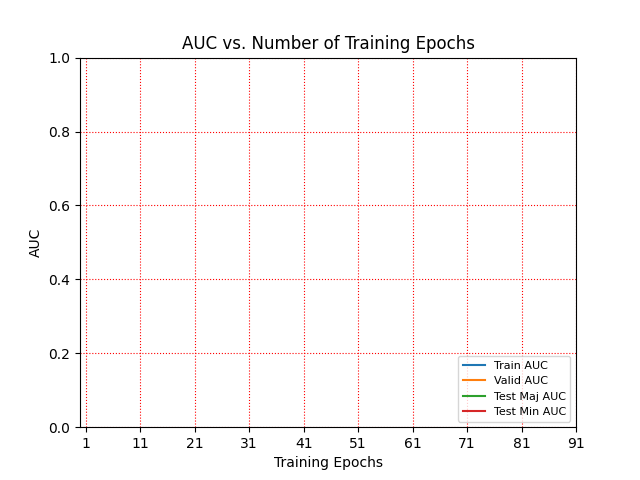 AUC vs. Number of Training Epochs
1.0
0.8
0.6
0.4
0.2
0.0
AUC
Train AUC
Valid AUC
Test Maj AUC
Test Min AUC
1 11 21 31 41 51 61 71 81 91
Training Epochs